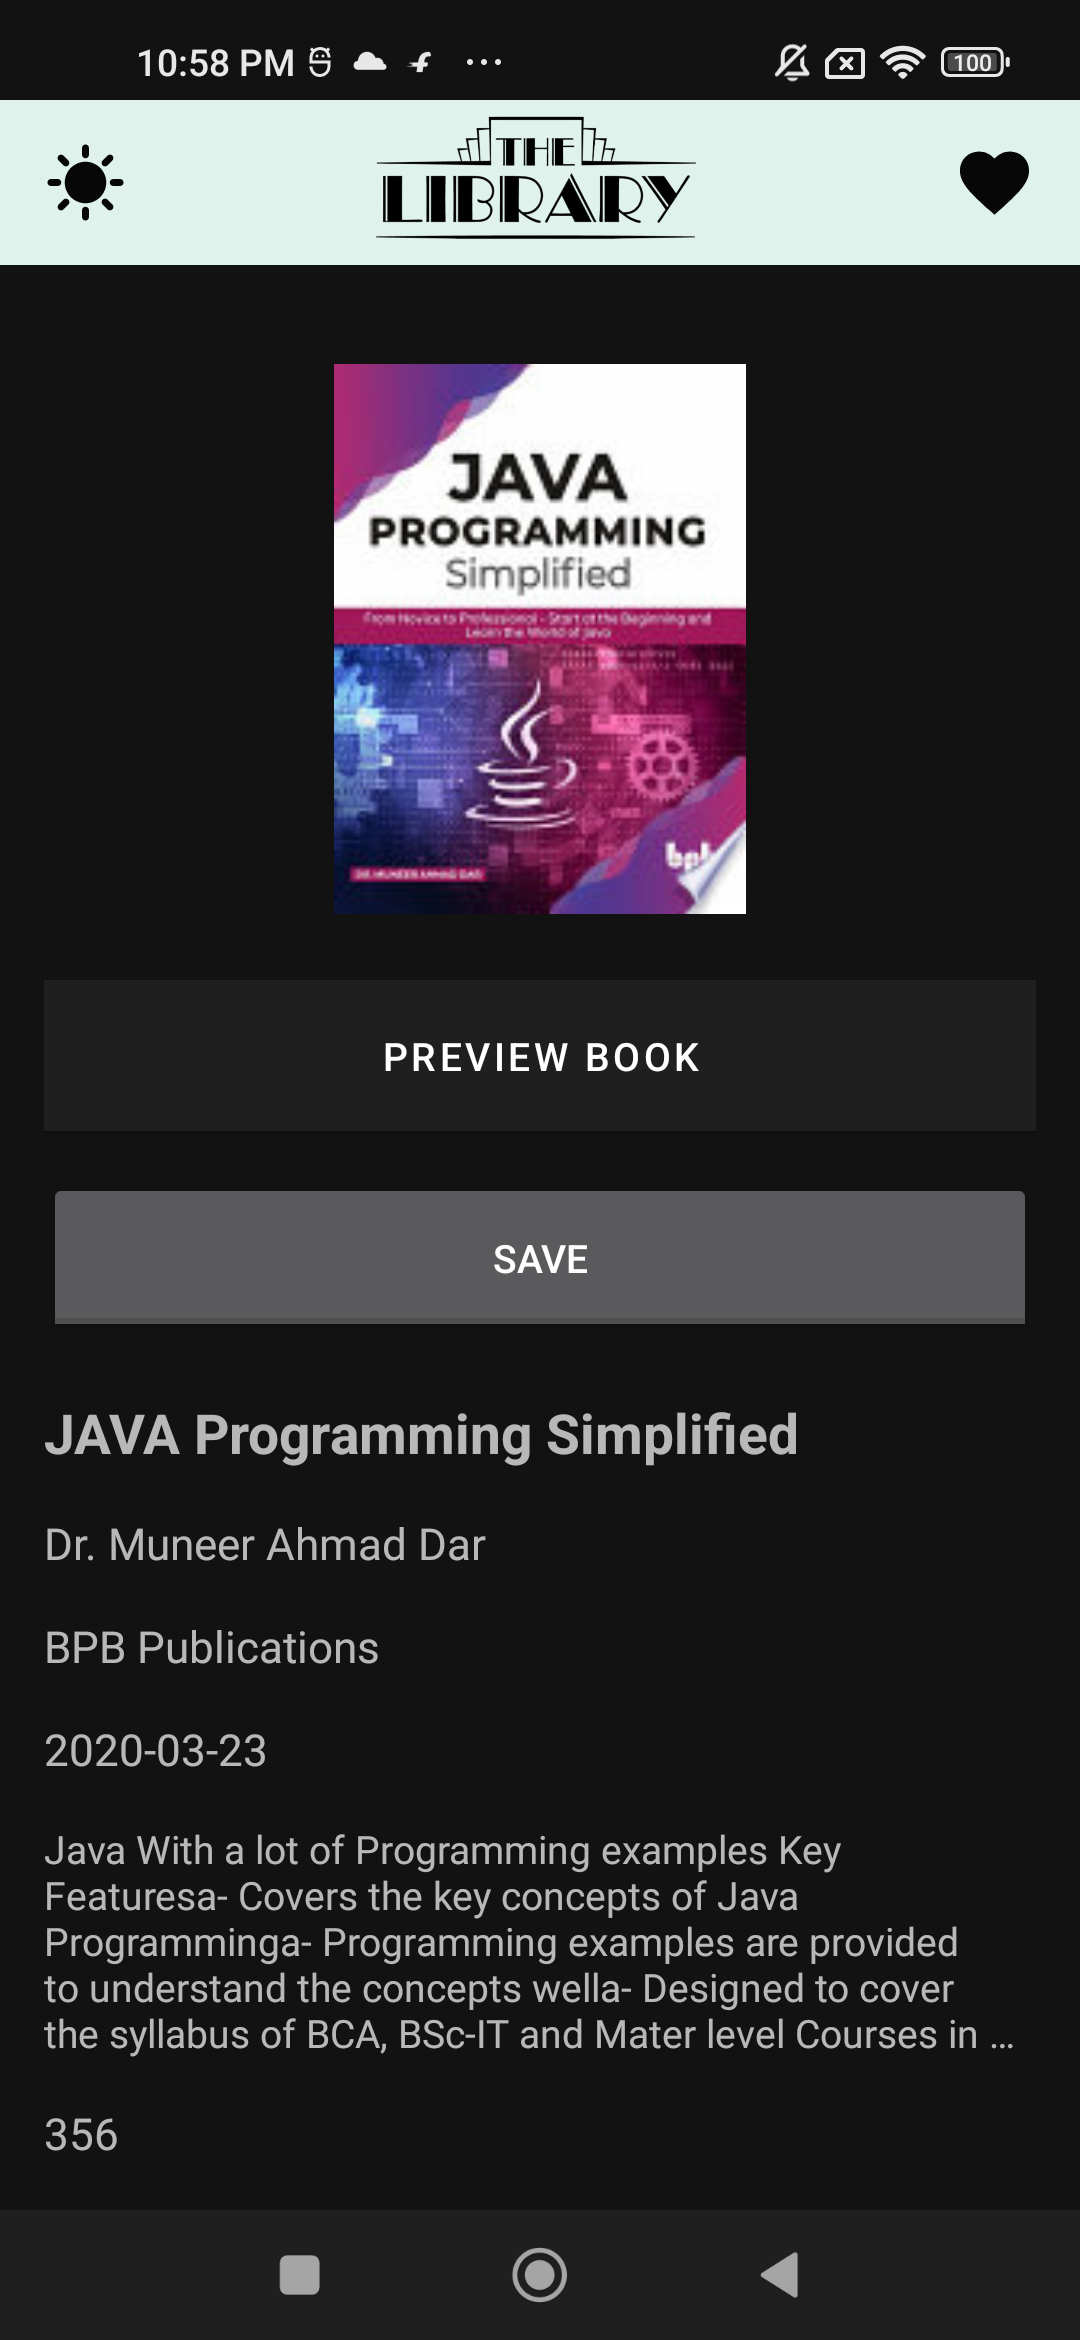 10:58 PM
100
THE
LIBRARY
JAVA
PROGRAMMING
Simplified
From Novice to Professional - Start at the Beginning and
Learn the World of Java
DR. MUNEER AHMAD DAR
PREVIEW BOOK
SAVE
JAVA Programming Simplified
Dr. Muneer Ahmad Dar
BPB Publications
2020-03-23
Java With a lot of Programming examples Key
Featuresa- Covers the key concepts of Java
Programminga- Programming examples are provided
to understand the concepts wella- Designed to cover
the syllabus of BCA, BSc-IT and Mater level Courses in ...
356